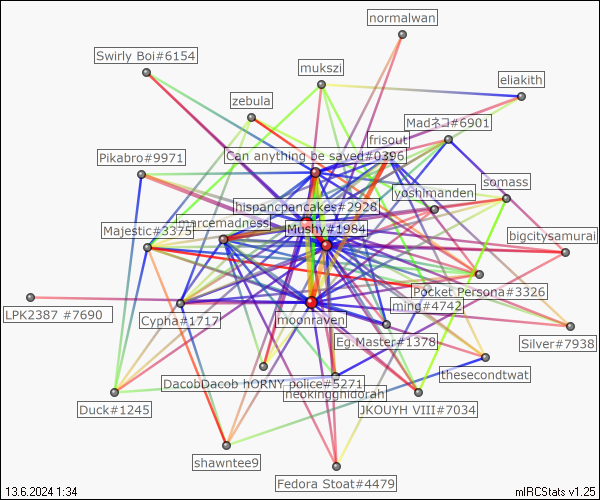 normalwan
Swirly Boi#6154
mukszi
eliakith
zebula
Madネコ#6901
frisout
Pikabro#9971
Can anything be saved#0396
yoshimanden
somass
hispancpancakes#2928
marcemadness
Majestic#3375
Mushy#1984
bigcitysamurai
Pocket Persona#3326
ming#4742
LPK2387 #7690
Cypha#1717
moonraven
Eg.Master#1378
Silver#7938
thesecondtwat
DacobDacob hORNY police#5271
neokingghidorah
Duck#1245
JKOUYH VIII#7034
shawntee9
Fedora Stoat#4479
13.6.2024 1:34
mIRCStats v1.25